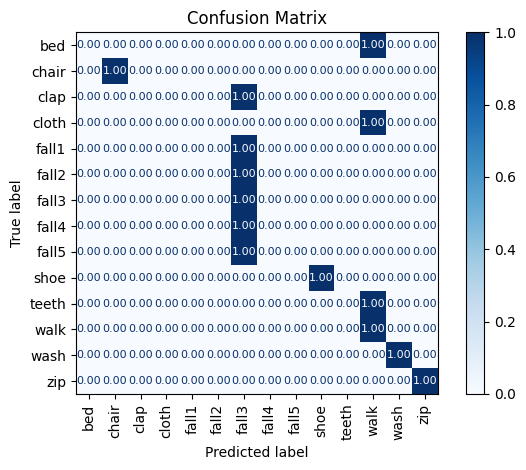 Confusion Matrix
bed 0.00 0.00 0.00 0.00 0.00 0.00 0.00 0.00 0.00 0.00 0.00 1.00 0.00 0.00
chair 0.00 1.00 0.00 0.00 0.00 0.00 0.00 0.00 0.00 0.00 0.00 0.00 0.00 0.00
clap 0.00 0.00 0.00 0.00 0.00 0.00 1.00 0.00 0.00 0.00 0.00 0.00 0.00 0.00
cloth 0.00 0.00 0.00 0.00 0.00 0.00 0.00 0.00 0.00 0.00 0.00 1.00 0.00 0.00
fall1 0.00 0.00 0.00 0.00 0.00 0.00 1.00 0.00 0.00 0.00 0.00 0.00 0.00 0.00
fall2 0.00 0.00 0.00 0.00 0.00 0.00 1.00 0.00 0.00 0.00 0.00 0.00 0.00 0.00
fall3 0.00 0.00 0.00 0.00 0.00 0.00 1.00 0.00 0.00 0.00 0.00 0.00 0.00 0.00
fall4 0.00 0.00 0.00 0.00 0.00 0.00 1.00 0.00 0.00 0.00 0.00 0.00 0.00 0.00
fall5 0.00 0.00 0.00 0.00 0.00 0.00 1.00 0.00 0.00 0.00 0.00 0.00 0.00 0.00
shoe 0.00 0.00 0.00 0.00 0.00 0.00 0.00 0.00 0.00 1.00 0.00 0.00 0.00 0.00
teeth 0.00 0.00 0.00 0.00 0.00 0.00 0.00 0.00 0.00 0.00 0.00 1.00 0.00 0.00
walk 0.00 0.00 0.00 0.00 0.00 0.00 0.00 0.00 0.00 0.00 0.00 1.00 0.00 0.00
wash 0.00 0.00 0.00 0.00 0.00 0.00 0.00 0.00 0.00 0.00 0.00 0.00 1.00 0.00
zip 0.00 0.00 0.00 0.00 0.00 0.00 0.00 0.00 0.00 0.00 0.00 0.00 0.00 1.00
bed chair clap cloth fall1 fall2 fall3 fall4 fall5 shoe teeth walk wash zip
Predicted label
True label
1.0
0.8
0.6
0.4
0.2
0.0